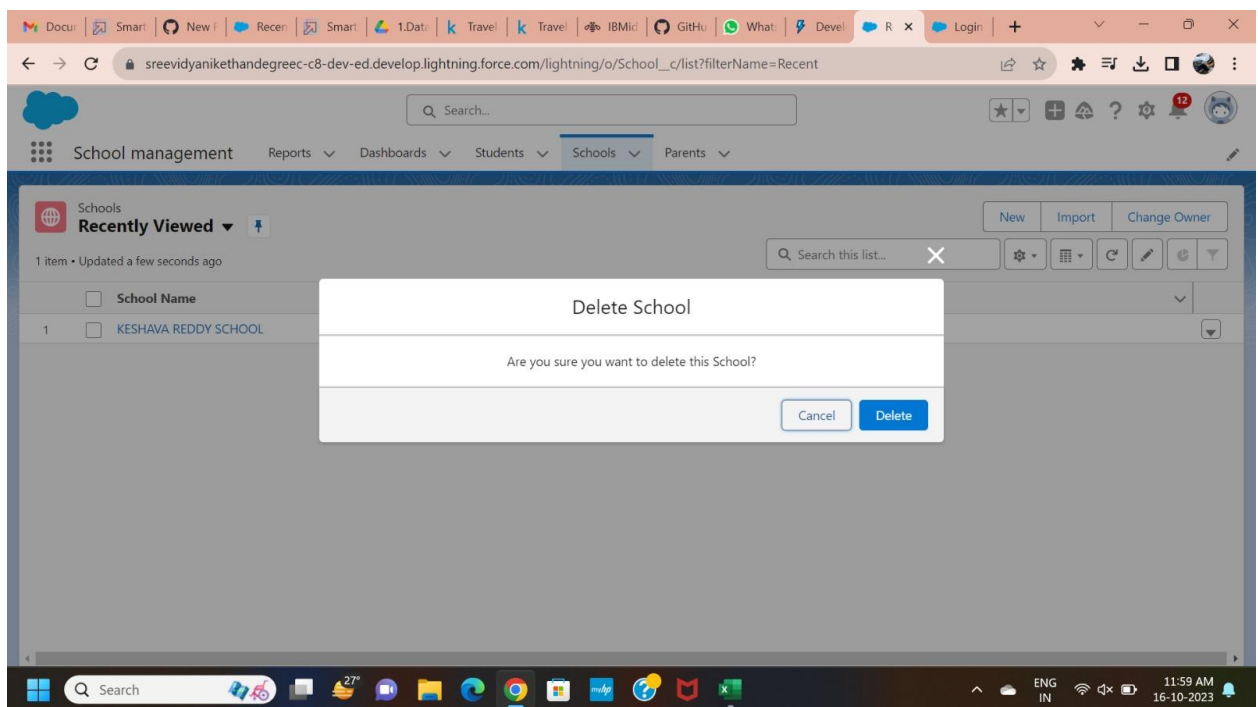 Docur Smart New F Recen Smart 1.Data Travel Travel IBMid GitHu What: Devel R Login
sreevidyanikethandegreec-c8-dev-ed.develop.lightning.force.com/lightning/o/School__c/list?filterName=Recent
Search... 12
School management Reports Dashboards Students Schools Parents
Schools
Recently Viewed
New Import Change Owner
1 item • Updated a few seconds ago
Search this list...
School Name
1 KESHAVA REDDY SCHOOL
Delete School
Are you sure you want to delete this School?
Cancel Delete
Search 27° myhp ENG IN 11:59 AM 16-10-2023